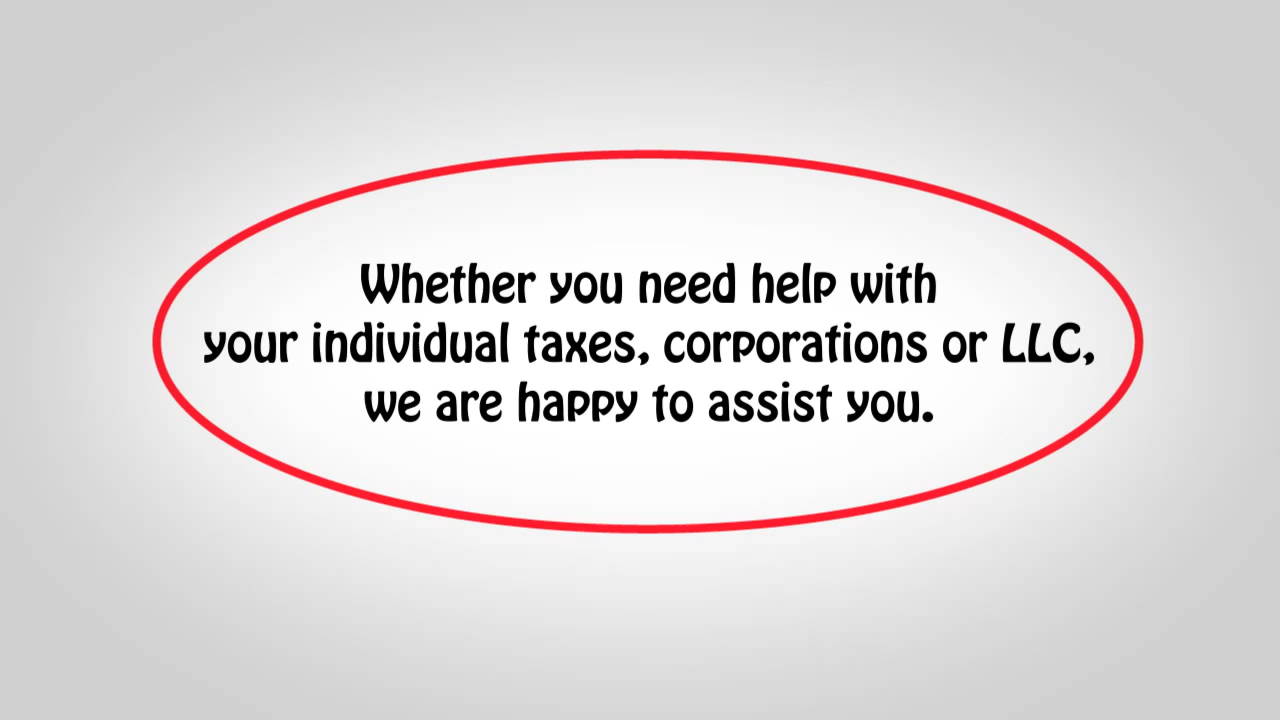 Whether you need help with
your individual taxes, corporations or LLC,
we are happy to assist you.